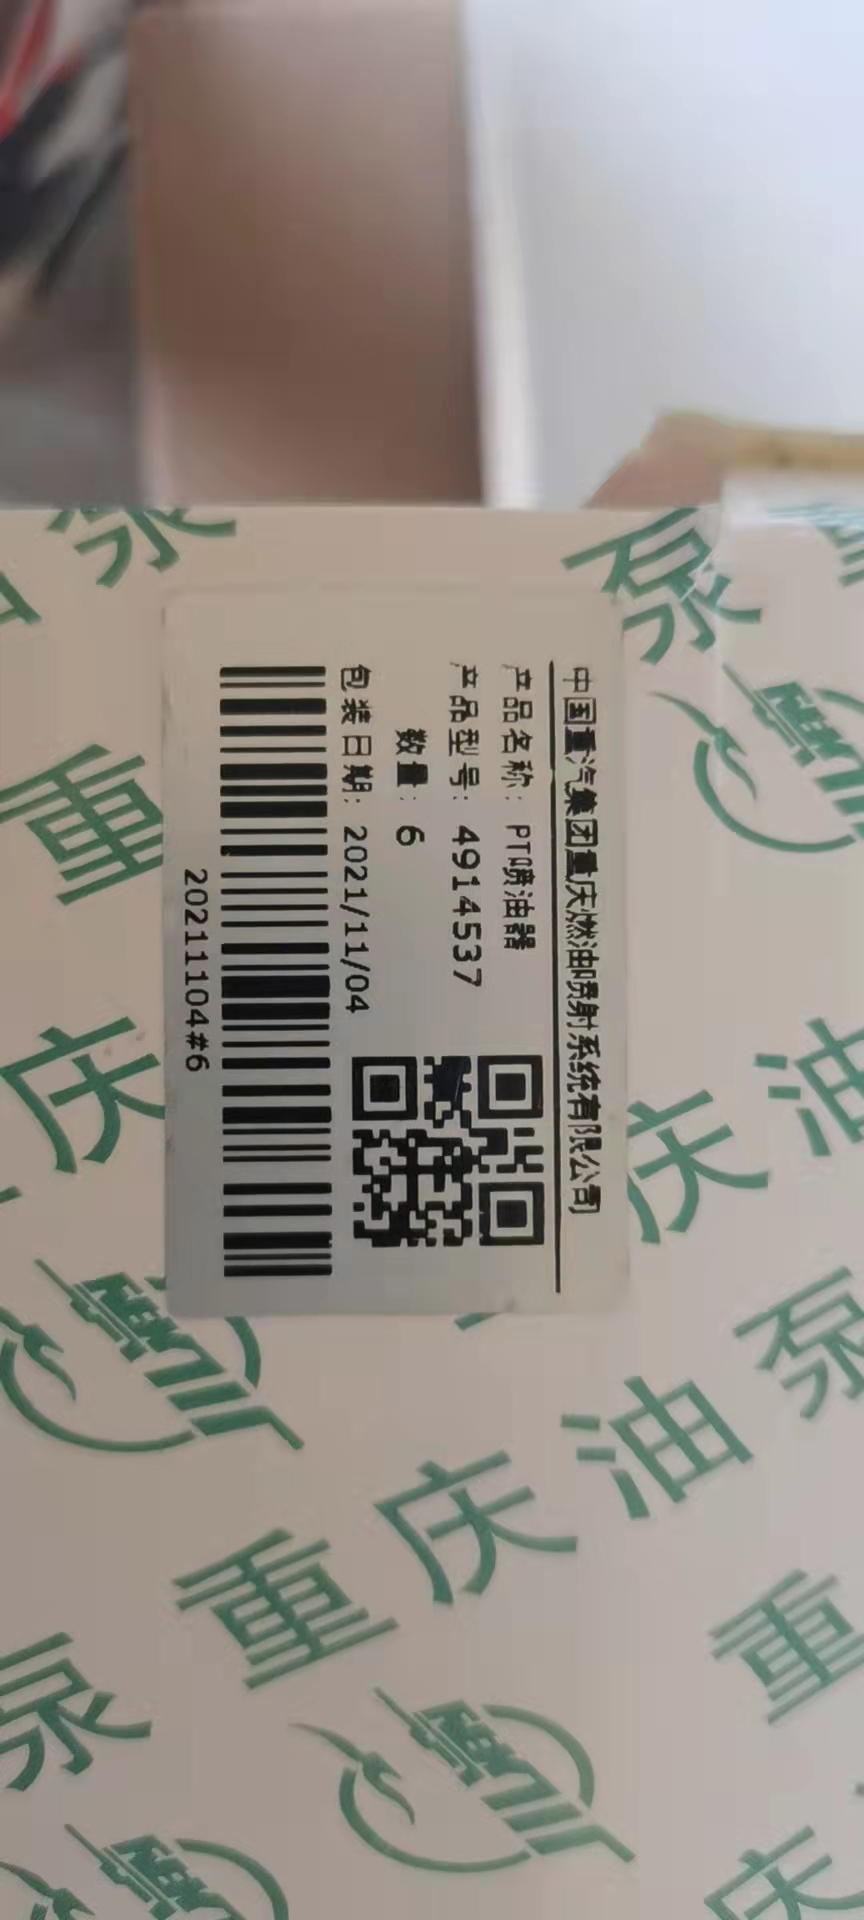 中国重汽集团重庆燃油喷射系统有限公司
产品名称: PT喷油器
产品型号: 4914537
数量: 6
包装日期: 2021/11/04
20211104#6
泵
泵
重
庆
油
庆
泵
重庆油
泵
重
庆